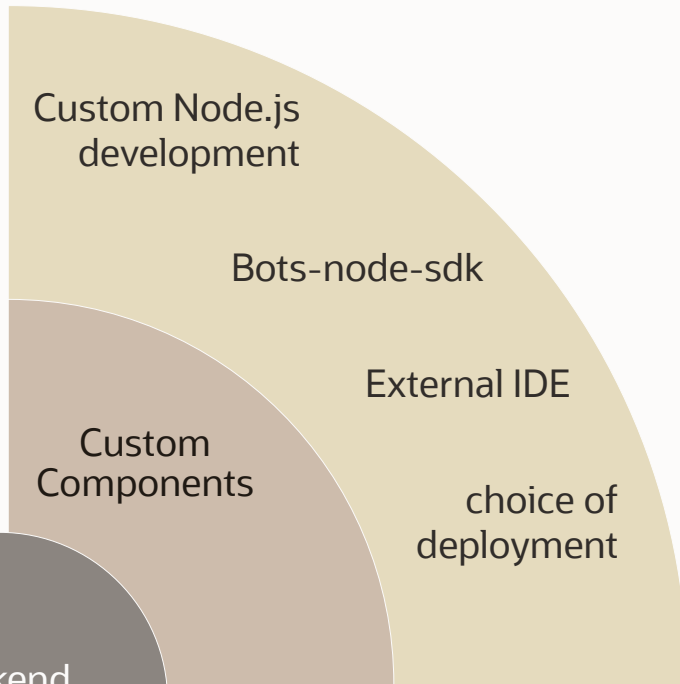 Custom Node.js
development
Bots-node-sdk
External IDE
Custom
Components
choice of
deployment